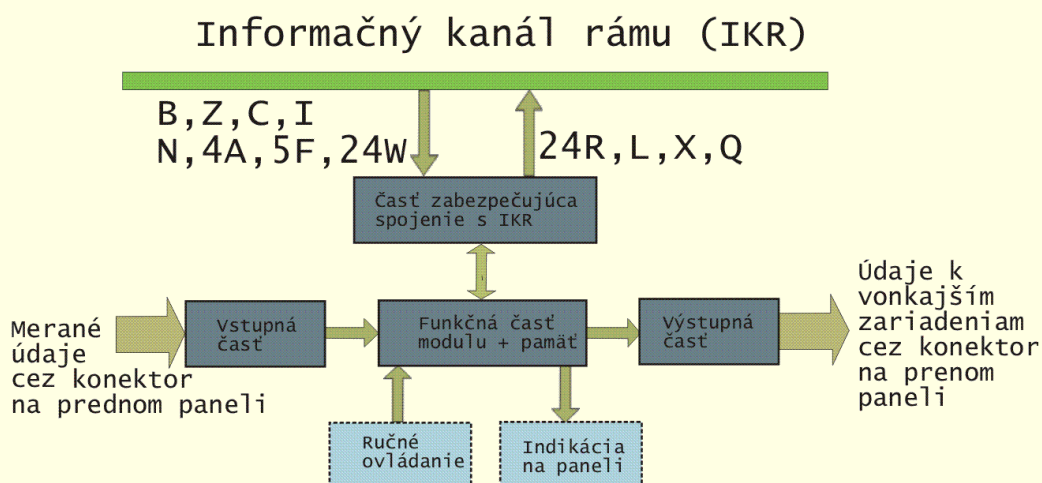 Informačný kanál rámu (IKR)
B,Z,C,I
N,4A,5F,24W
24R,L,X,Q
Časť zabezpečujúca
spojenie s IKR
Merané
údaje
cez konektor
na prednom paneli
Vstupná
časť
Funkčná časť
modulu + pamäť
Výstupná
časť
Údaje k
vonkajším
zariadeniam
cez konektor
na prenom
paneli
Ručné
ovládanie
Indikácia
na paneli